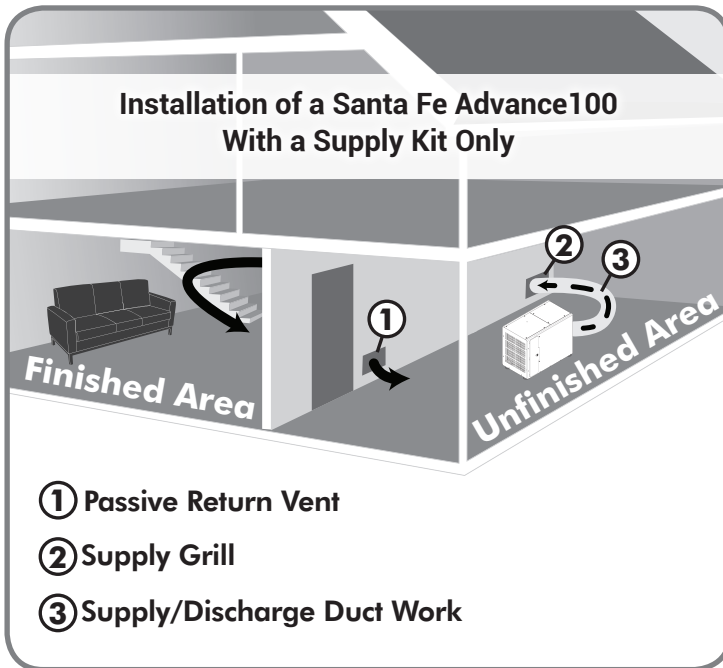 Installation of a Santa Fe Advance100
With a Supply Kit Only
2
3
1
Finished Area
Unfinished Area
1 Passive Return Vent
2 Supply Grill
3 Supply/Discharge Duct Work